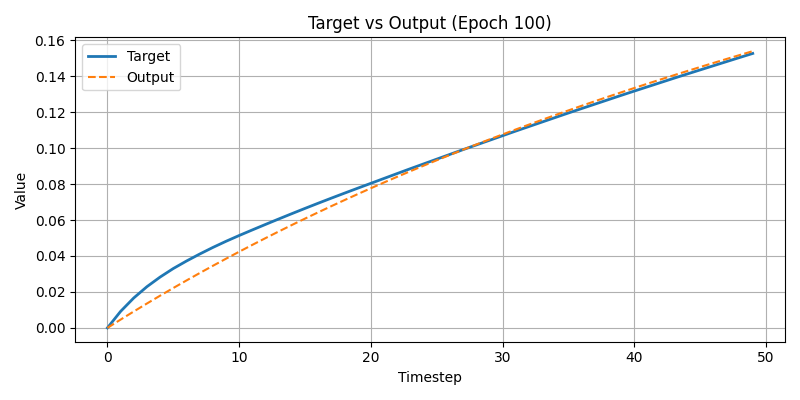 Target vs Output (Epoch 100)
Target
Output
Value
0.16
0.14
0.12
0.10
0.08
0.06
0.04
0.02
0.00
0 10 20 30 40 50
Timestep